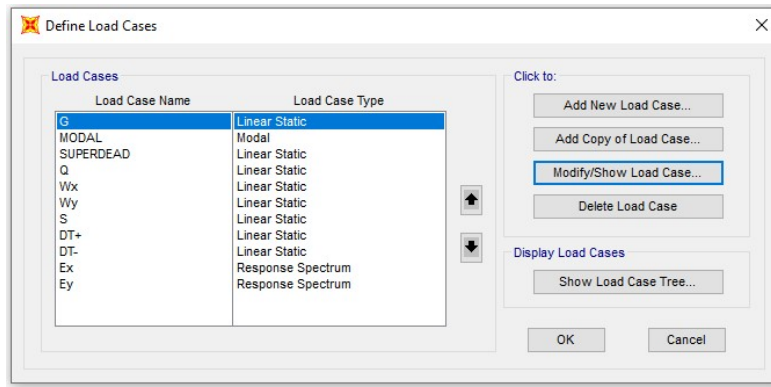 Define Load Cases
Load Cases
Click to:
Load Case Name Load Case Type
G Linear Static
MODAL Modal
SUPERDEAD Linear Static
Q Linear Static
Wx Linear Static
Wy Linear Static
S Linear Static
DT+ Linear Static
DT- Linear Static
Ex Response Spectrum
Ey Response Spectrum
Add New Load Case...
Add Copy of Load Case...
Modify/Show Load Case...
Delete Load Case
Display Load Cases
Show Load Case Tree...
OK Cancel